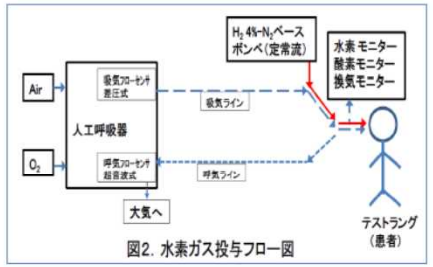 H₂ 4%-N₂ベース
ボンベ(定常流)
水素 モニター
酸素モニター
換気モニター
Air
吸気フローセンサ
差圧式
吸気ライン
人工呼吸器
O₂
呼気フローセンサ
超音波式
呼気ライン
大気へ
テストラング
(患者)
図2. 水素ガス投与フロー図